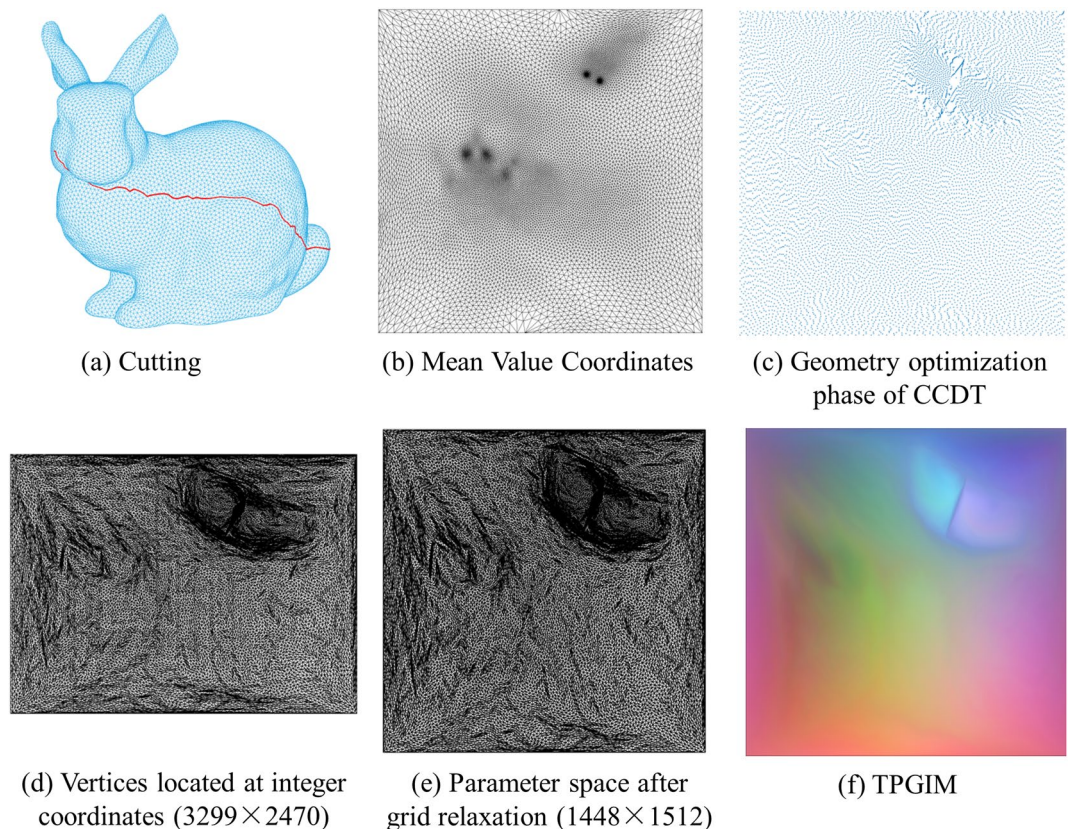 (a) Cutting
(b) Mean Value Coordinates
(c) Geometry optimization
phase of CCDT
(d) Vertices located at integer
coordinates (3299×2470)
(e) Parameter space after
grid relaxation (1448×1512)
(f) TPGIM